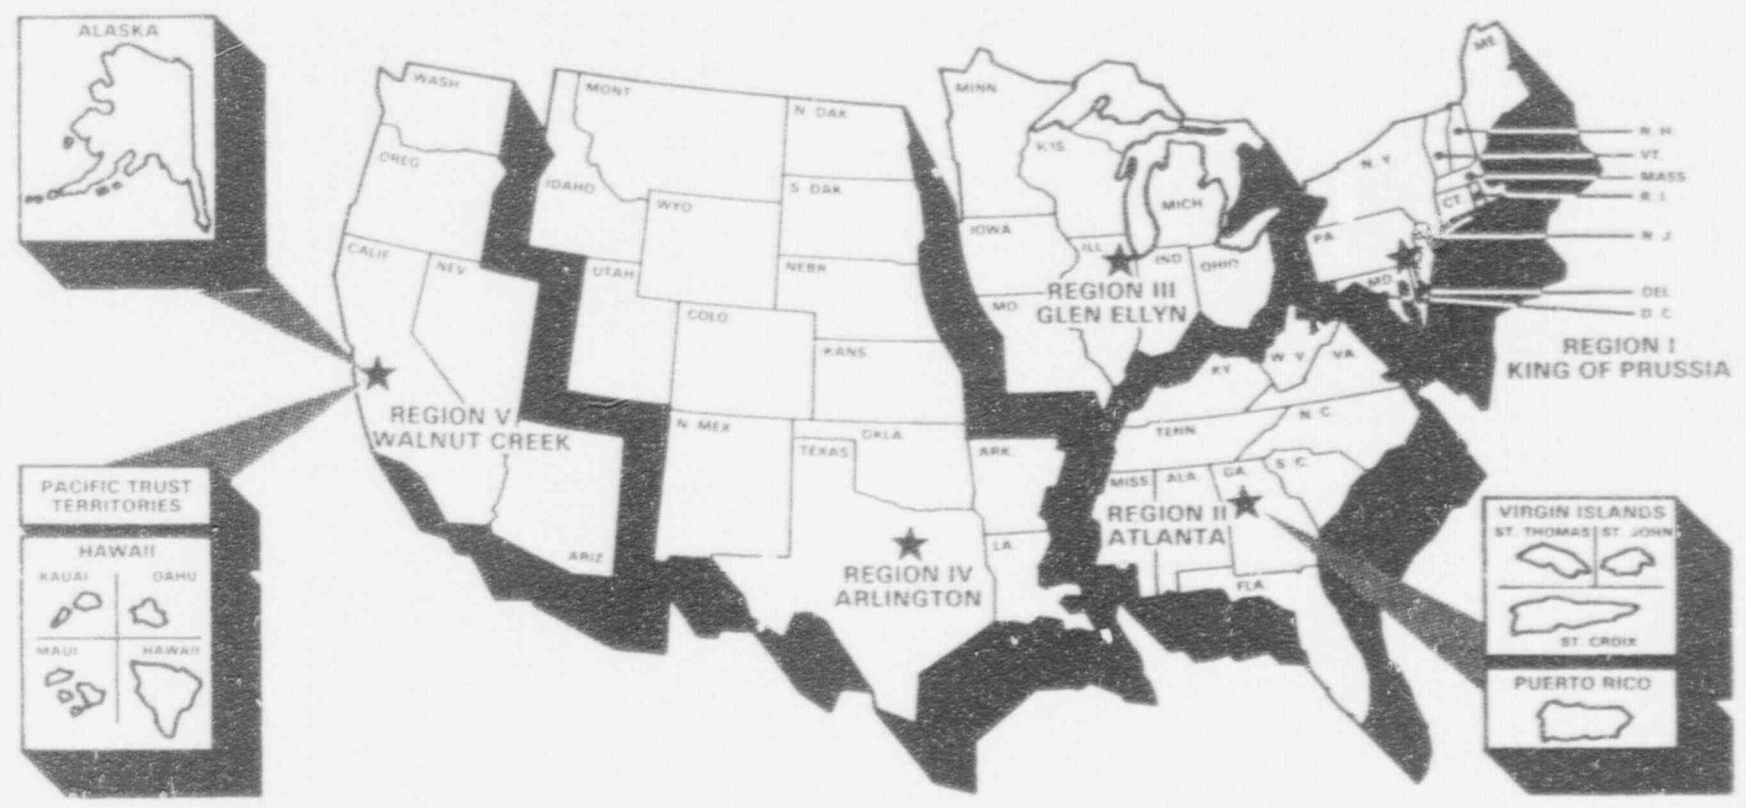 ALASKA
WASH
OREG
CALIF
NEV
IDAHO
MONT
WYO
UTAH
COLO
N DAK
S DAK
NEBR
KANS
N MEX
OKLA
TEXAS
ARK.
LA
ARIZ
MINN
WIS
MICH
IOWA
ILL
IND
OHIO
MO
REGION III
GLEN ELLYN
ME
N.Y.
PA.
MD
CT.
N.H.
VT.
MASS
R.I.
N.J.
DEL
D.C.
REGION I
KING OF PRUSSIA
REGION V
WALNUT CREEK
REGION IV
ARLINGTON
KY
W V
VA.
TENN
N.C.
S.C.
MISS
ALA
GA.
FLA
REGION II
ATLANTA
PACIFIC TRUST
TERRITORIES
HAWAII
KAUAI
OAHU
MAUI
HAWAII
VIRGIN ISLANDS
ST. THOMAS
ST. JOHN
ST. CROIX
PUERTO RICO